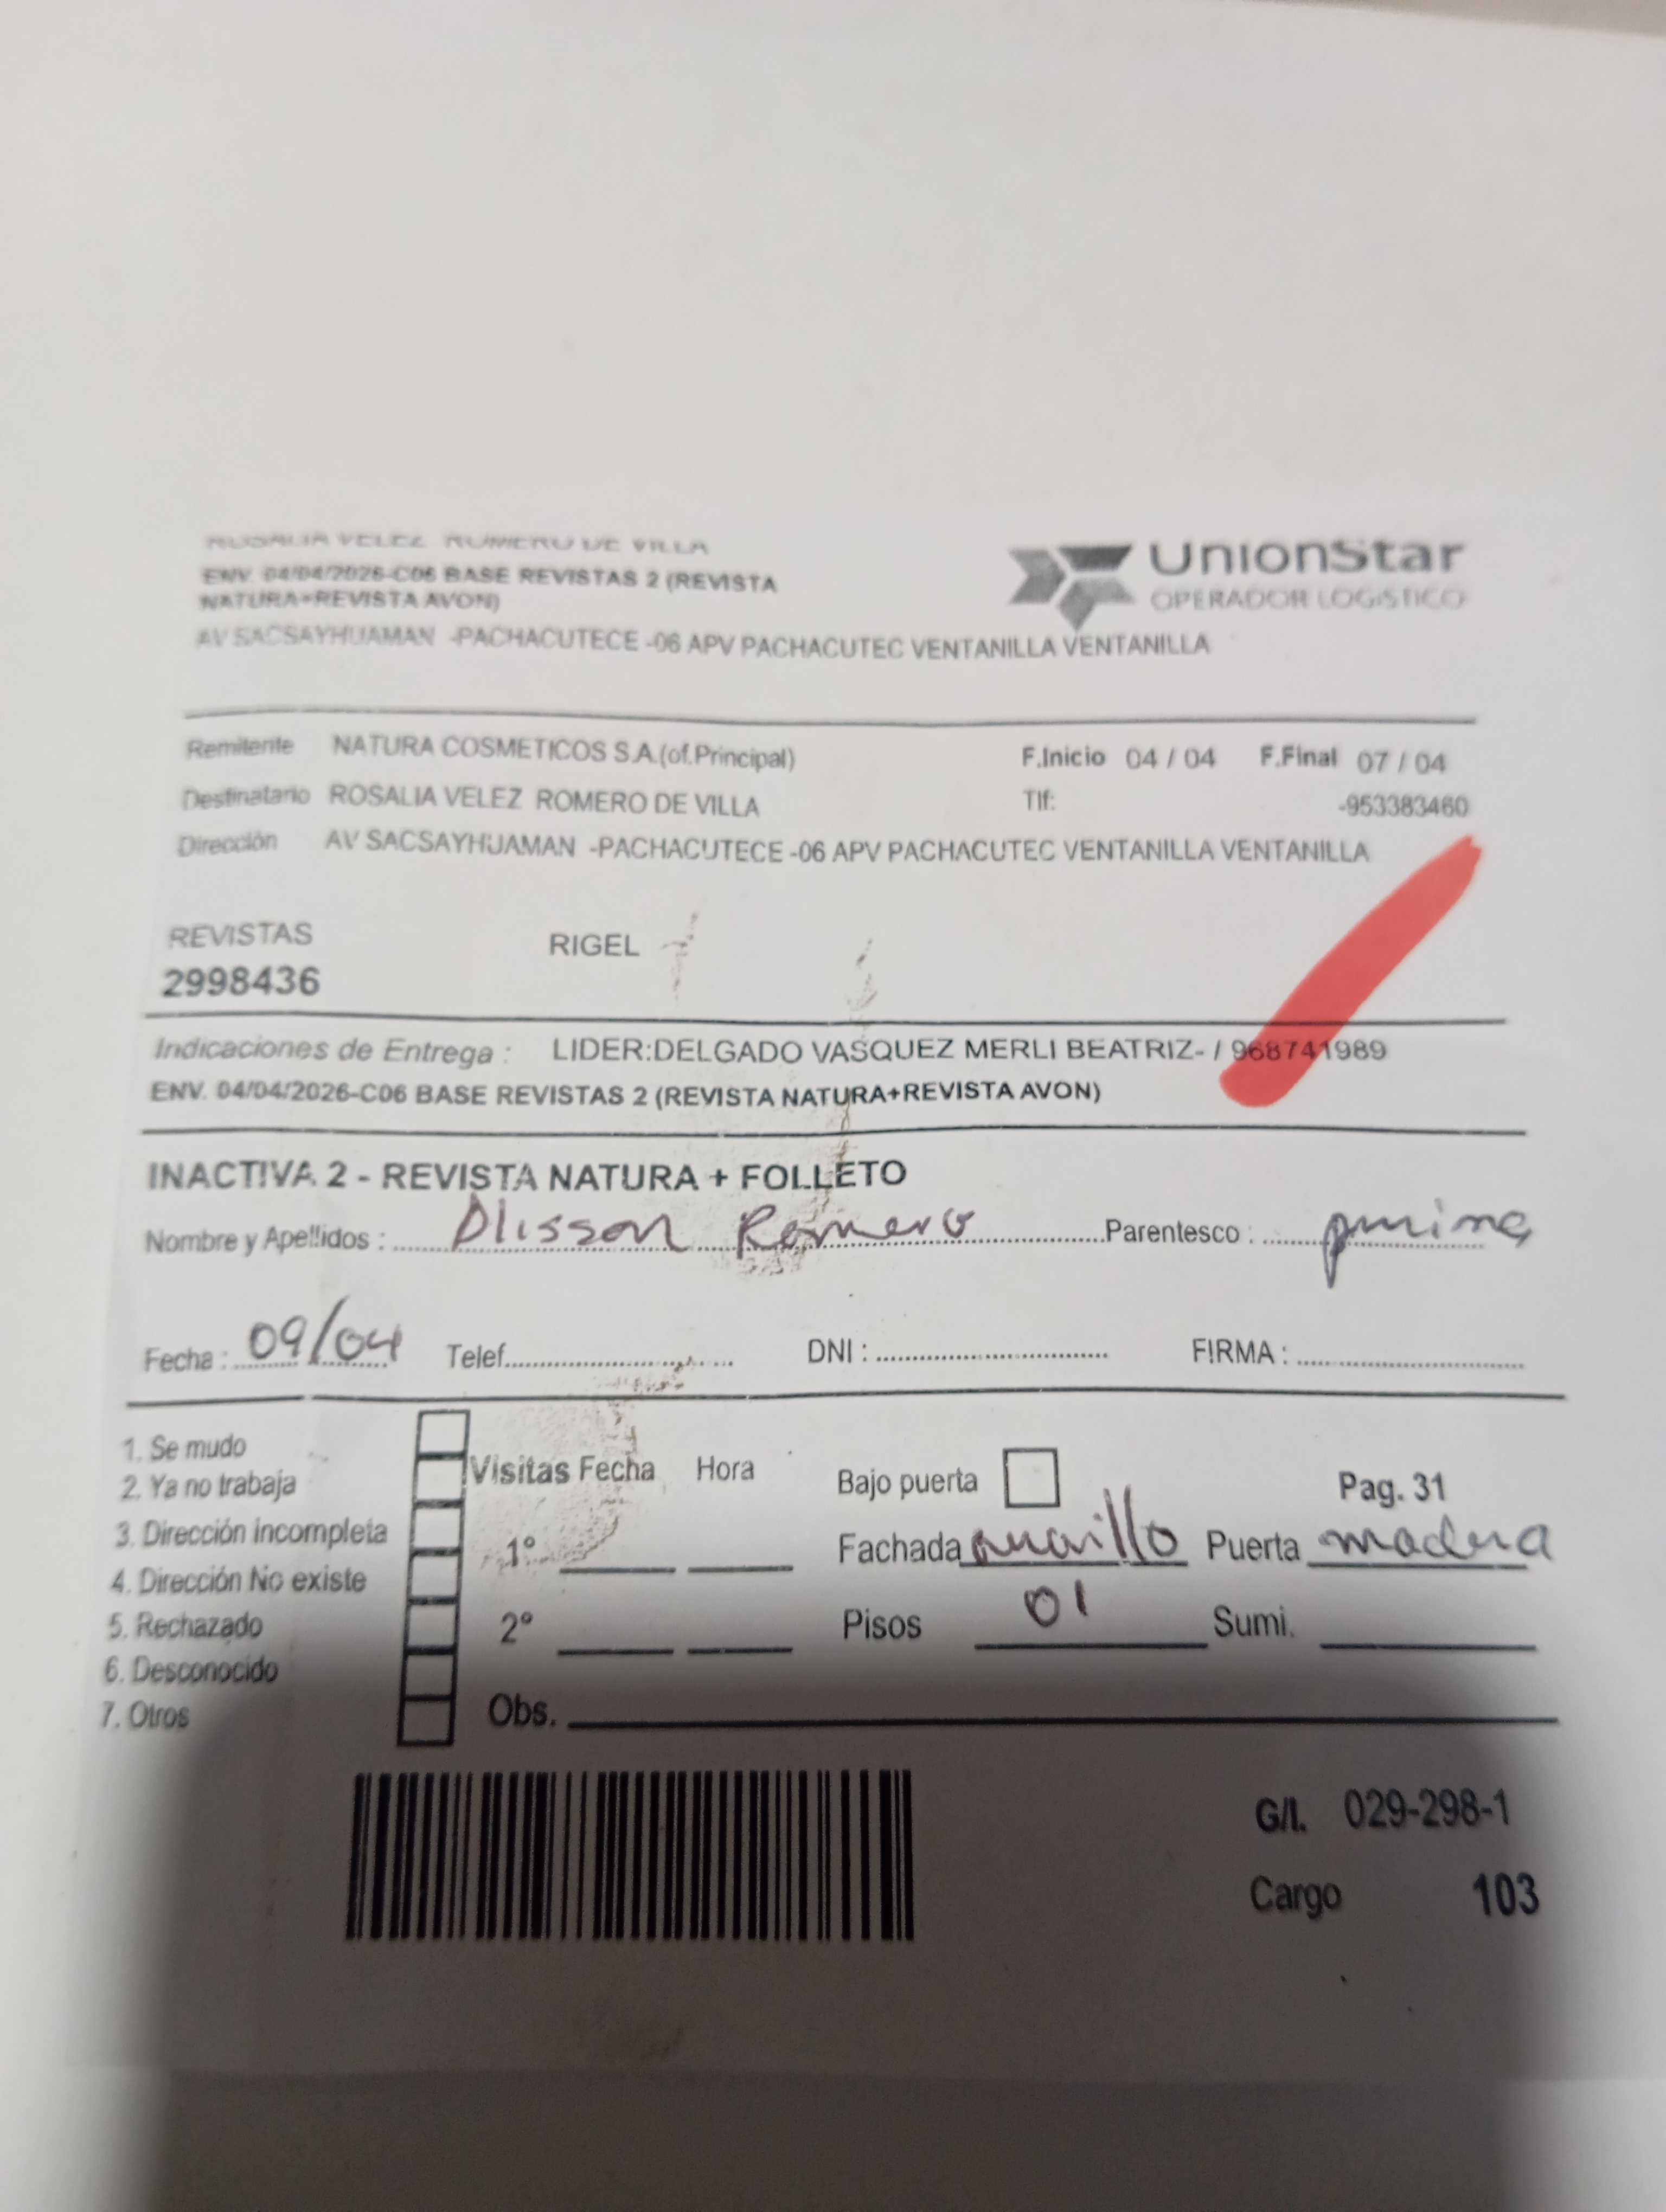 ROSALIA VELEZ ROMERO DE VILLA
ENV. 04/04/2026-C06 BASE REVISTAS 2 (REVISTA
NATURA+REVISTA AVON)
AV SACSAYHUAMAN -PACHACUTECE -06 APV PACHACUTEC VENTANILLA VENTANILLA
UnionStar
OPERADOR LOGISTICO
Remitente NATURA COSMETICOS S.A.(of.Principal) F.Inicio 04 / 04 F.Final 07 / 04
Destinatario ROSALIA VELEZ ROMERO DE VILLA Tlf: -953383460
Dirección AV SACSAYHUAMAN -PACHACUTECE -06 APV PACHACUTEC VENTANILLA VENTANILLA
REVISTAS RIGEL
2998436
Indicaciones de Entrega : LIDER:DELGADO VASQUEZ MERLI BEATRIZ- / 968741989
ENV. 04/04/2026-C06 BASE REVISTAS 2 (REVISTA NATURA+REVISTA AVON)
INACTIVA 2 - REVISTA NATURA + FOLLETO
Nombre y Apellidos : Alisson Romero Parentesco : prima
Fecha : 09/04 Telef. DNI : FIRMA :
1. Se mudo
2. Ya no trabaja
3. Dirección incompleta
4. Dirección No existe
5. Rechazado
6. Desconocido
7. Otros
Visitas Fecha Hora
1°
2°
Bajo puerta Pag. 31
Fachada amarillo Puerta madera
Pisos 01 Sumi.
Obs.
G/I. 029-298-1
Cargo 103